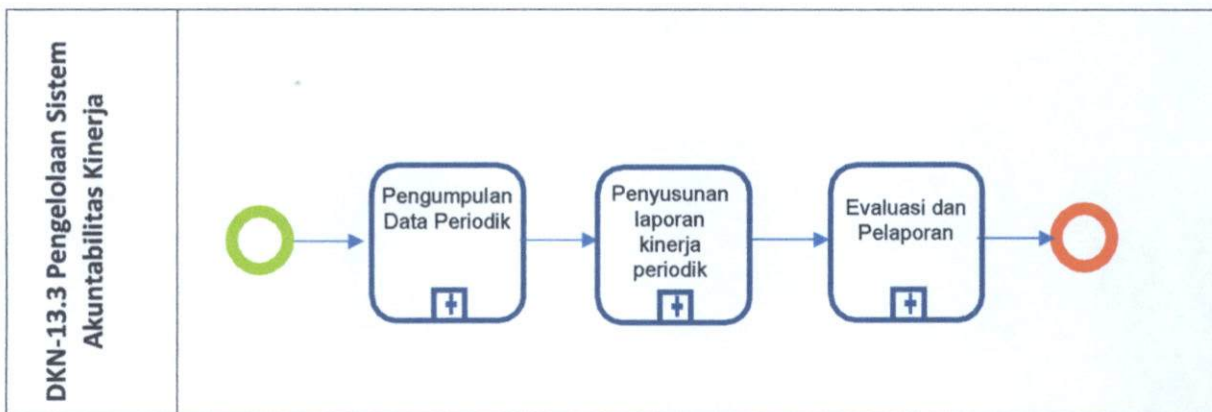 DKN-13.3 Pengelolaan Sistem
Akuntabilitas Kinerja
Pengumpulan
Data Periodik
Penyusunan
laporan
kinerja
periodik
Evaluasi dan
Pelaporan